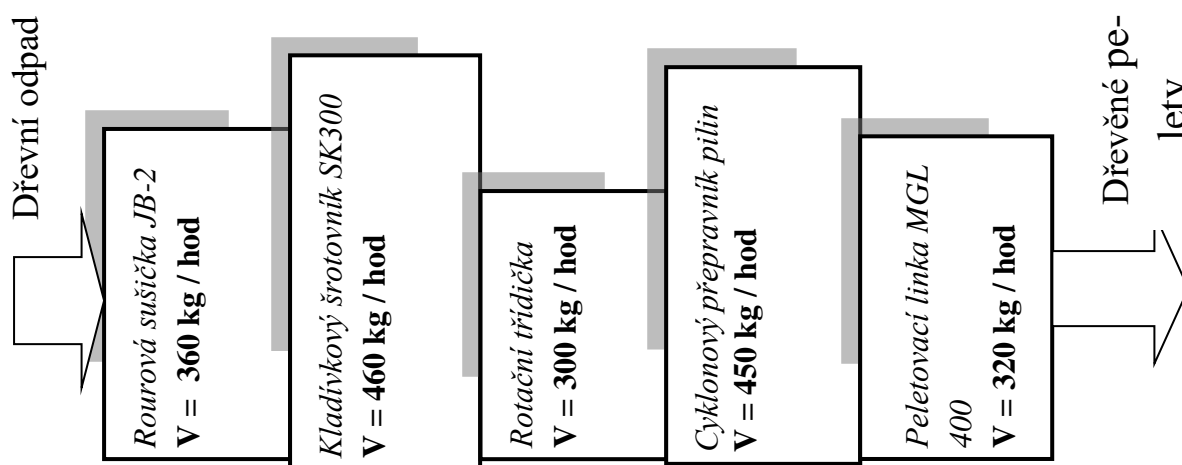 Dřevní odpad
Rourová sušička JB-2
V = 360 kg / hod
Kladívkový šrotovník SK300
V = 460 kg / hod
Rotační třídička
V = 300 kg / hod
Cyklonový přepravník pilin
V = 450 kg / hod
Peletovací linka MGL
400
V = 320 kg / hod
Dřevěné pe-
lety